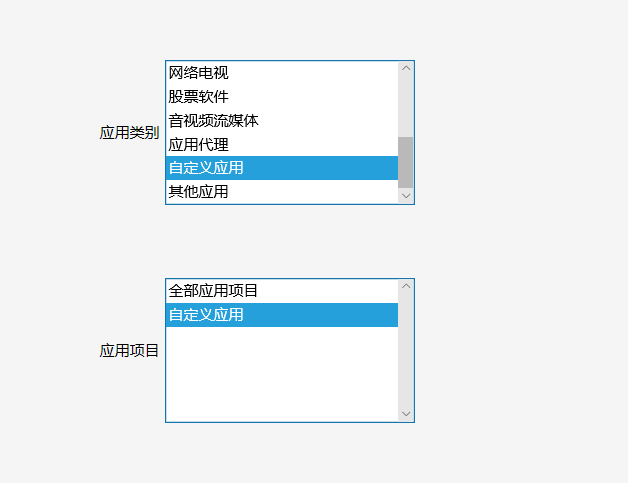 网络电视
股票软件
音视频流媒体
应用类别
应用代理
自定义应用
其他应用
全部应用项目
自定义应用
应用项目